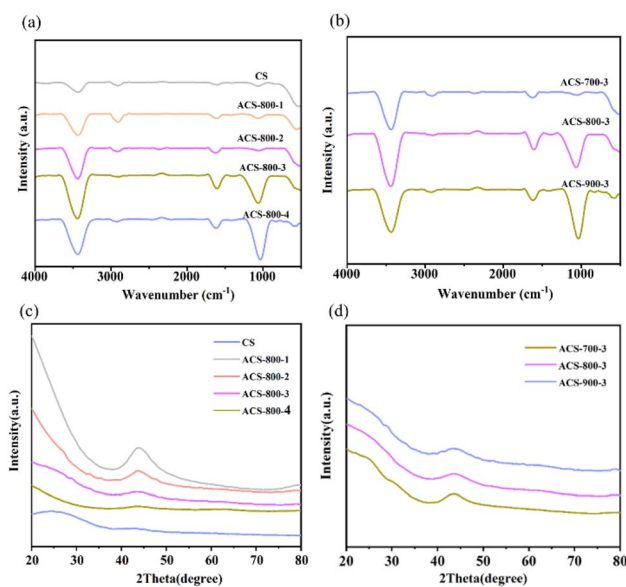 (a)
CS
ACS-800-1
ACS-800-2
ACS-800-3
ACS-800-4
Intensity (a.u.)
4000 3000 2000 1000
Wavenumber (cm⁻¹)
(b)
ACS-700-3
ACS-800-3
ACS-900-3
Intensity (a.u.)
4000 3000 2000 1000
Wavenumber (cm⁻¹)
(c)
CS
ACS-800-1
ACS-800-2
ACS-800-3
ACS-800-4
Intensity(a.u.)
20 30 40 50 60 70 80
2Theta(degree)
(d)
ACS-700-3
ACS-800-3
ACS-900-3
Intensity(a.u.)
20 30 40 50 60 70 80
2Theta(degree)